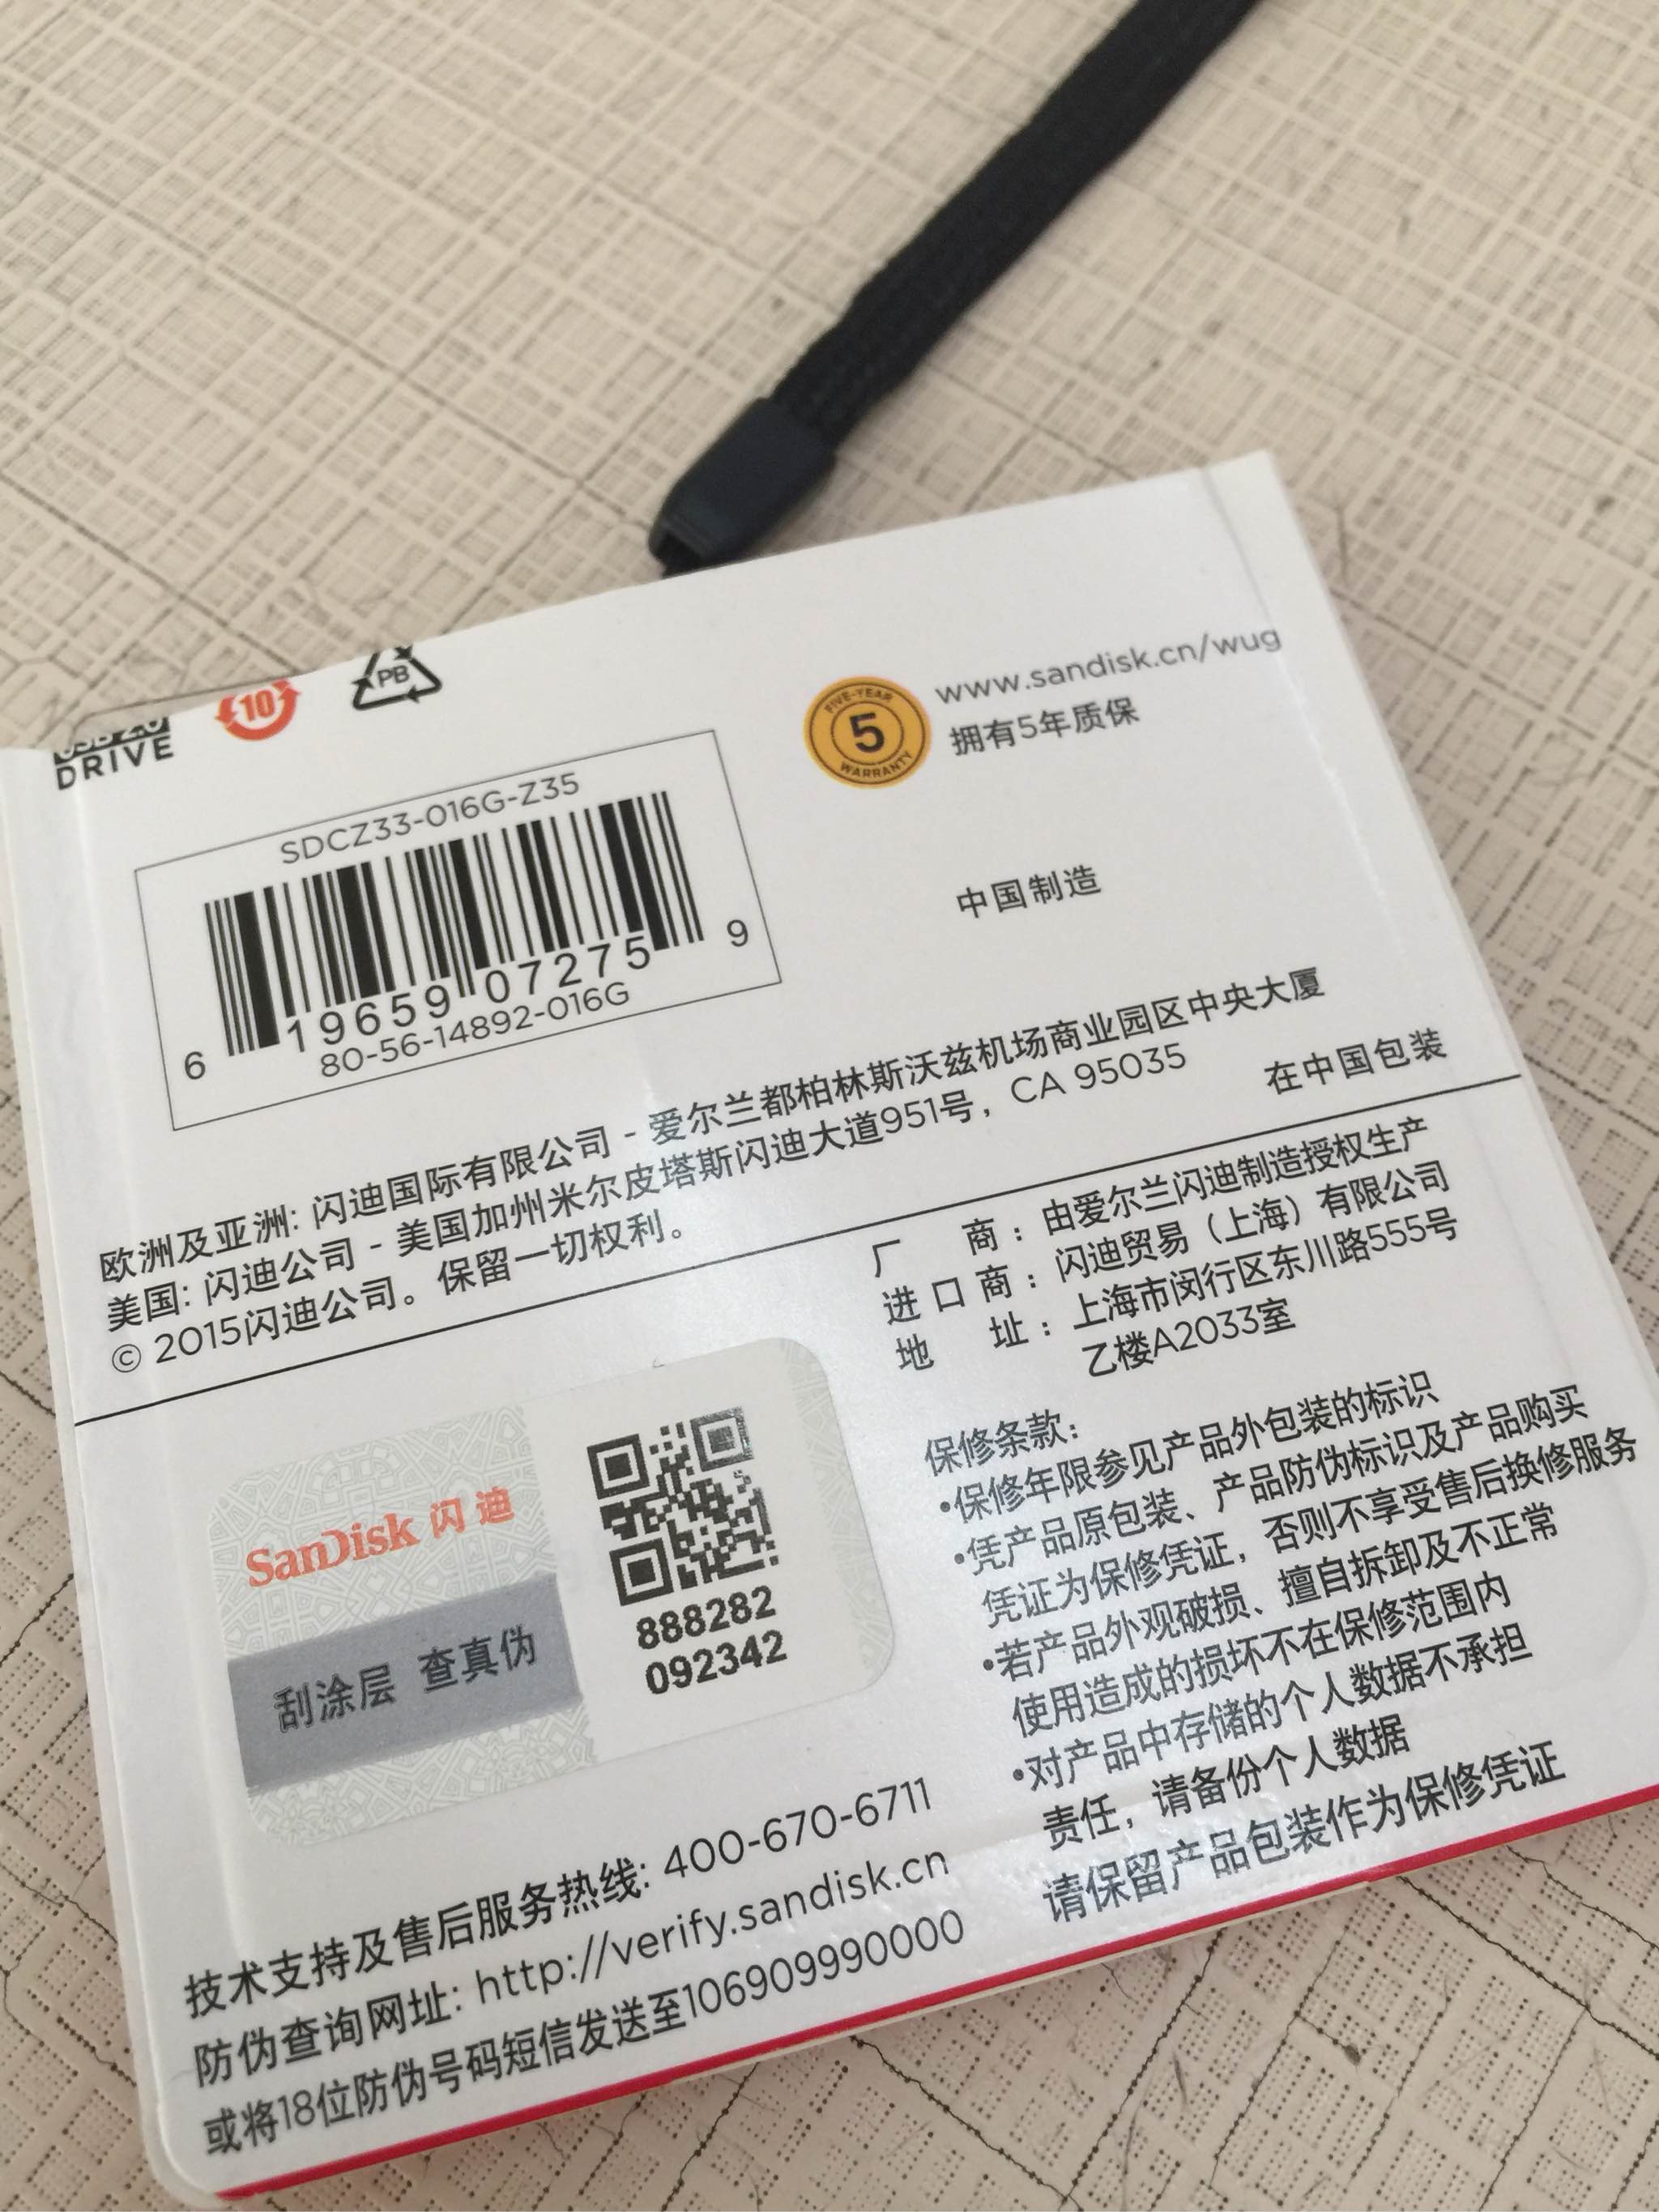 DRIVE
10
PB
FIVE-YEAR
5
WARRANTY
www.sandisk.cn/wug
拥有5年质保
SDCZ33-016G-Z35
6 19659 07275 9
80-56-14892-016G
中国制造
欧洲及亚洲: 闪迪国际有限公司 - 爱尔兰都柏林斯沃兹机场商业园区中央大厦
美国: 闪迪公司 - 美国加州米尔皮塔斯闪迪大道951号，CA 95035
© 2015闪迪公司。保留一切权利。
在中国包装
厂 商：由爱尔兰闪迪制造授权生产
进口商：闪迪贸易（上海）有限公司
地 址：上海市闵行区东川路555号
乙楼A2033室
SanDisk 闪迪
刮涂层 查真伪
888282
092342
保修条款：
•保修年限参见产品外包装的标识
•凭产品原包装、产品防伪标识及产品购买
凭证为保修凭证，否则不享受售后换修服务
•若产品外观破损、擅自拆卸及不正常
使用造成的损坏不在保修范围内
•对产品中存储的个人数据不承担
责任，请备份个人数据
请保留产品包装作为保修凭证
技术支持及售后服务热线: 400-670-6711
防伪查询网址: http://verify.sandisk.cn
或将18位防伪号码短信发送至106909990000